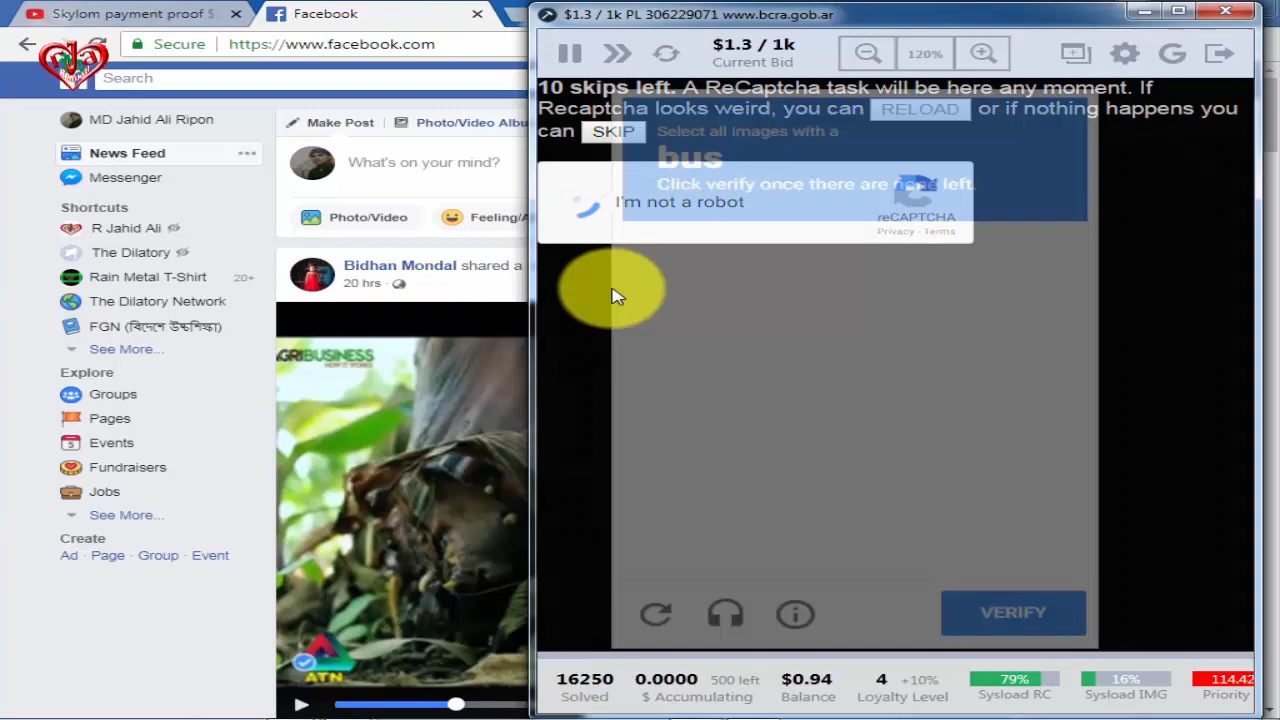 Skylom payment proof $
Facebook
Secure
https://www.facebook.com
Search
MD Jahid Ali Ripon
News Feed
Messenger
Shortcuts
R Jahid Ali
The Dilatory
Rain Metal T-Shirt 20+
The Dilatory Network
FGN (বিদেশে উচ্চশিক্ষা)
See More...
Explore
Groups
Pages
Events
Fundraisers
Jobs
See More...
Create
Ad · Page · Group · Event
Make Post
Photo/Video Albu
What's on your mind?
Photo/Video
Feeling/A
Bidhan Mondal shared a
20 hrs ·
AGRIBUSINESS
HOW IT WORKS
ATN
$1.3 / 1k PL 306229071 www.bcra.gob.ar
$1.3 / 1k
Current Bid
120%
10 skips left. A ReCaptcha task will be here any moment. If
Recaptcha looks weird, you can RELOAD or if nothing happens you
can SKIP
Select all images with a
bus
Click verify once there are none left.
I'm not a robot
reCAPTCHA
Privacy - Terms
VERIFY
16250
Solved
0.0000 500 left
$ Accumulating
$0.94
Balance
4 +10%
Loyalty Level
79%
Sysload RC
16%
Sysload IMG
114.42
Priority